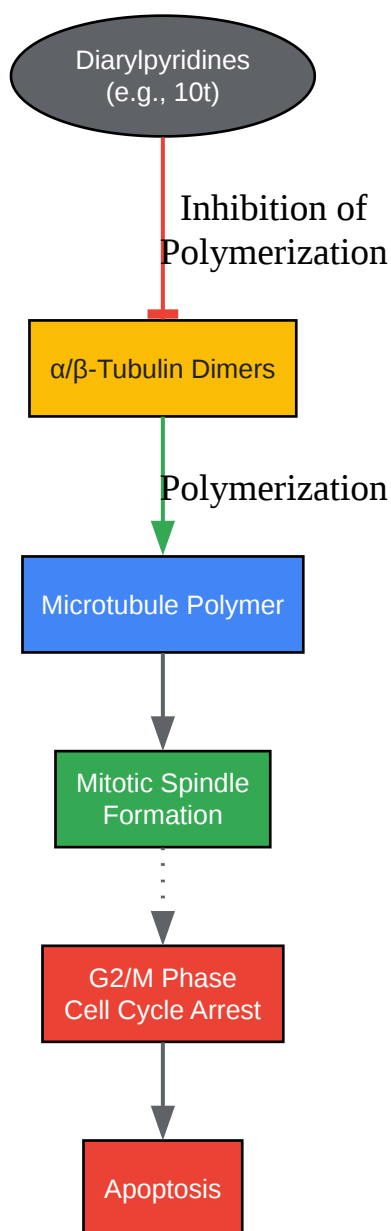 Diarylpyridines
(e.g., 10t)
Inhibition of
Polymerization
α/β-Tubulin Dimers
Polymerization
Microtubule Polymer
Mitotic Spindle
Formation
G2/M Phase
Cell Cycle Arrest
Apoptosis